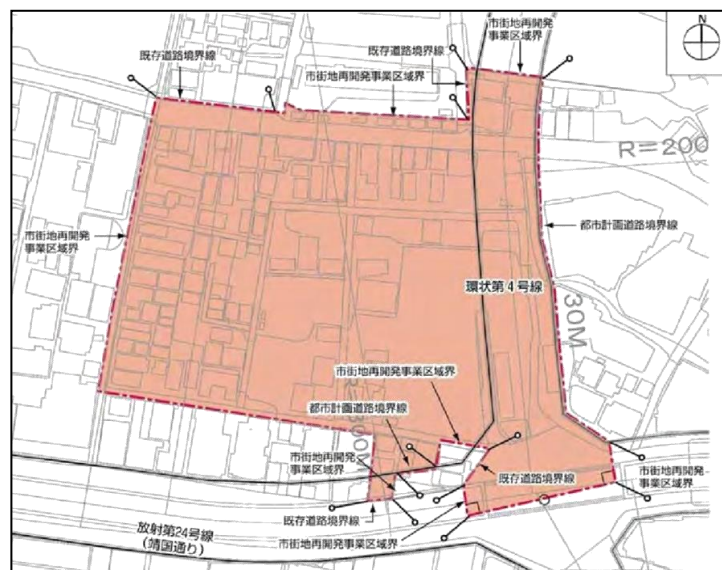 N
市街地再開発
事業区域界
既存道路境界線
既存道路境界線
市街地再開発事業区域界
R=200
市街地再開発
事業区域界
都市計画道路境界線
環状第4号線
30M
市街地再開発事業区域界
都市計画道路境界線
市街地再開発
事業区域界
既存道路境界線
市街地再開発
事業区域界
既存道路境界線
放射第24号線
(靖国通り)
市街地再開発事業区域界